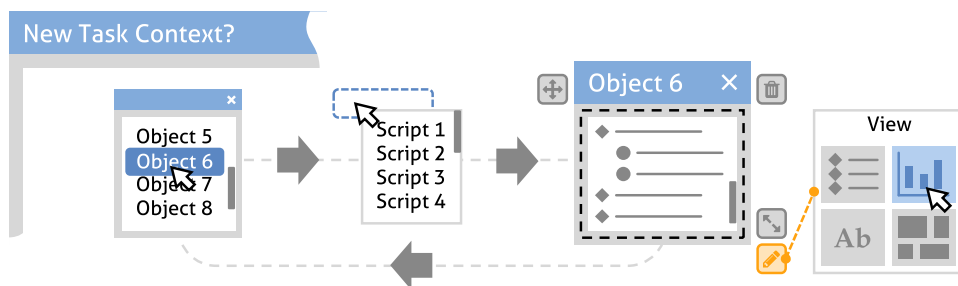 New Task Context?
Object 5
Object 6
Object 7
Object 8
Script 1
Script 2
Script 3
Script 4
Object 6
View
Ab